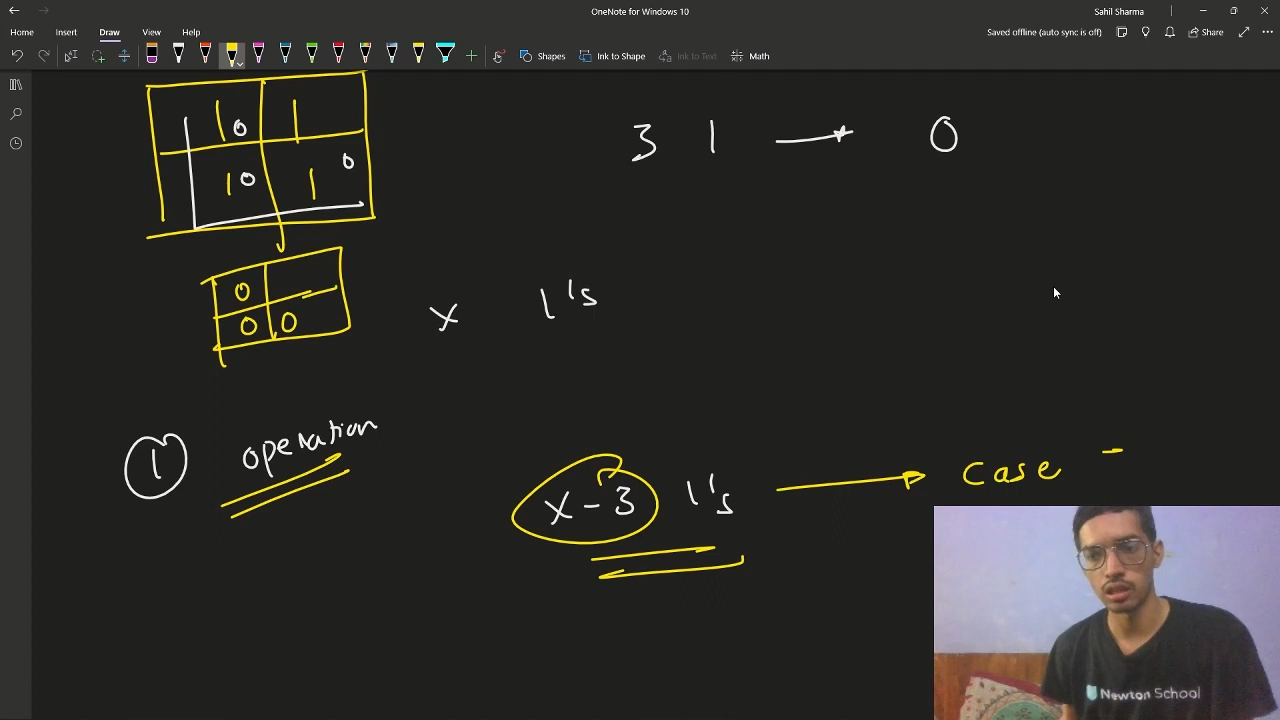 OneNote for Windows 10
Sahil Sharma
Home Insert Draw View Help
Saved offline (auto sync is off)
Share
Shapes
Ink to Shape
Ink to Text
Math
1 0 1
1 0 1 0
3 1 → 0
0
0 0
x 1's
1 operation
x-3 1's → case -
Newton School